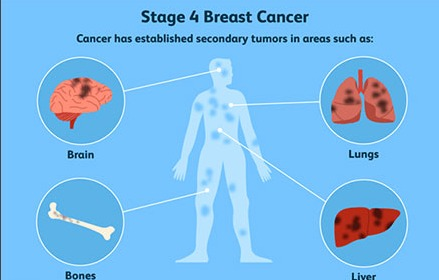 Stage 4 Breast Cancer
Cancer has established secondary tumors in areas such as:
Brain
Lungs
Bones
Liver